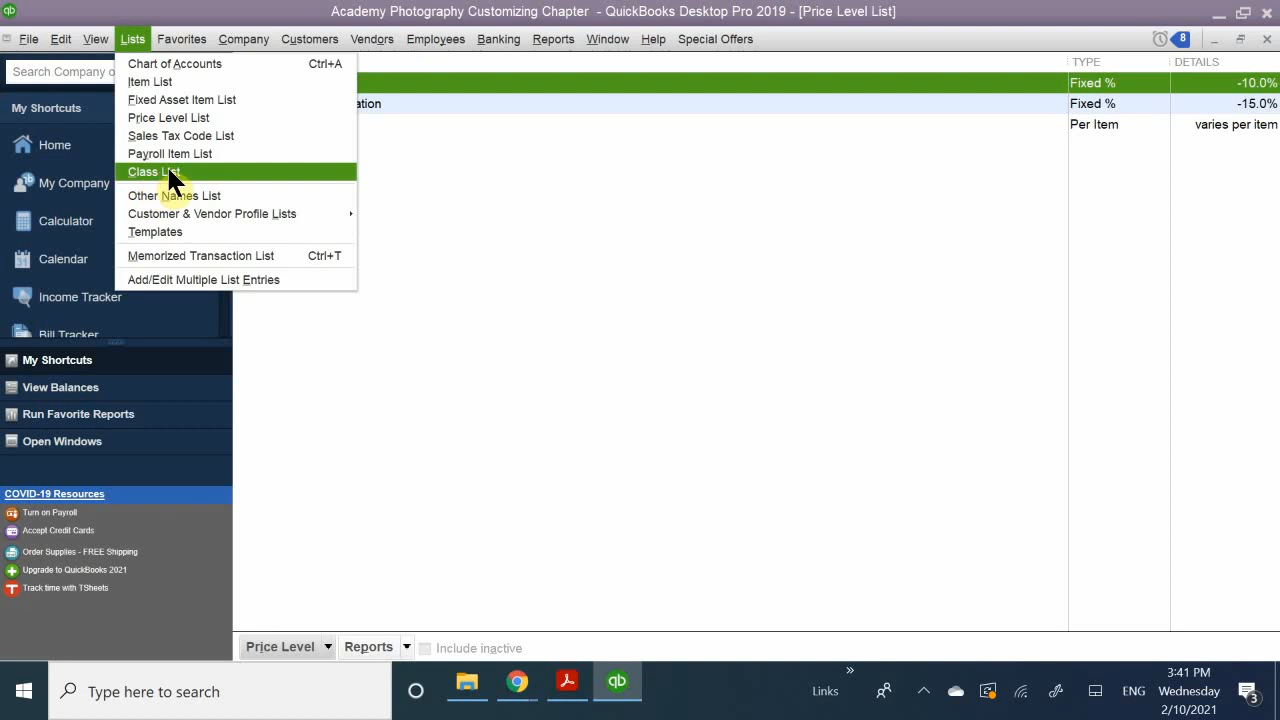 Academy Photography Customizing Chapter - QuickBooks Desktop Pro 2019 - [Price Level List]
File Edit View Lists Favorites Company Customers Vendors Employees Banking Reports Window Help Special Offers 8
Search Company o
My Shortcuts
Home
My Company
Calculator
Calendar
Income Tracker
Bill Tracker
My Shortcuts
View Balances
Run Favorite Reports
Open Windows
COVID-19 Resources
Turn on Payroll
Accept Credit Cards
Order Supplies - FREE Shipping
Upgrade to QuickBooks 2021
Track time with TSheets
Chart of Accounts Ctrl+A
Item List
Fixed Asset Item List
Price Level List
Sales Tax Code List
Payroll Item List
Class List
Other Names List
Customer & Vendor Profile Lists
Templates
Memorized Transaction List Ctrl+T
Add/Edit Multiple List Entries
TYPE DETAILS
Fixed % -10.0%
ation Fixed % -15.0%
Per Item varies per item
Price Level Reports Include inactive
Type here to search
qb
Links
ENG
3:41 PM
Wednesday
2/10/2021
3